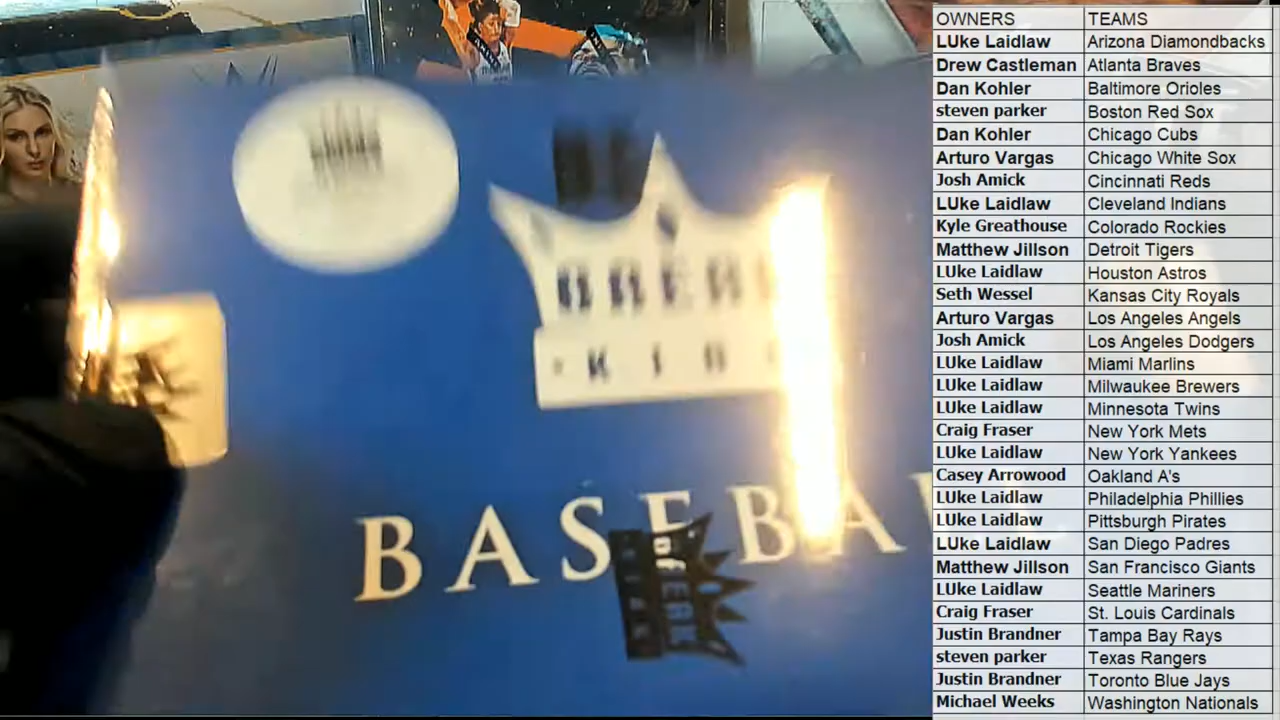 BASEBA
OWNERS TEAMS
LUke Laidlaw Arizona Diamondbacks
Drew Castleman Atlanta Braves
Dan Kohler Baltimore Orioles
steven parker Boston Red Sox
Dan Kohler Chicago Cubs
Arturo Vargas Chicago White Sox
Josh Amick Cincinnati Reds
LUke Laidlaw Cleveland Indians
Kyle Greathouse Colorado Rockies
Matthew Jillson Detroit Tigers
LUke Laidlaw Houston Astros
Seth Wessel Kansas City Royals
Arturo Vargas Los Angeles Angels
Josh Amick Los Angeles Dodgers
LUke Laidlaw Miami Marlins
LUke Laidlaw Milwaukee Brewers
LUke Laidlaw Minnesota Twins
Craig Fraser New York Mets
LUke Laidlaw New York Yankees
Casey Arrowood Oakland A's
LUke Laidlaw Philadelphia Phillies
LUke Laidlaw Pittsburgh Pirates
LUke Laidlaw San Diego Padres
Matthew Jillson San Francisco Giants
LUke Laidlaw Seattle Mariners
Craig Fraser St. Louis Cardinals
Justin Brandner Tampa Bay Rays
steven parker Texas Rangers
Justin Brandner Toronto Blue Jays
Michael Weeks Washington Nationals